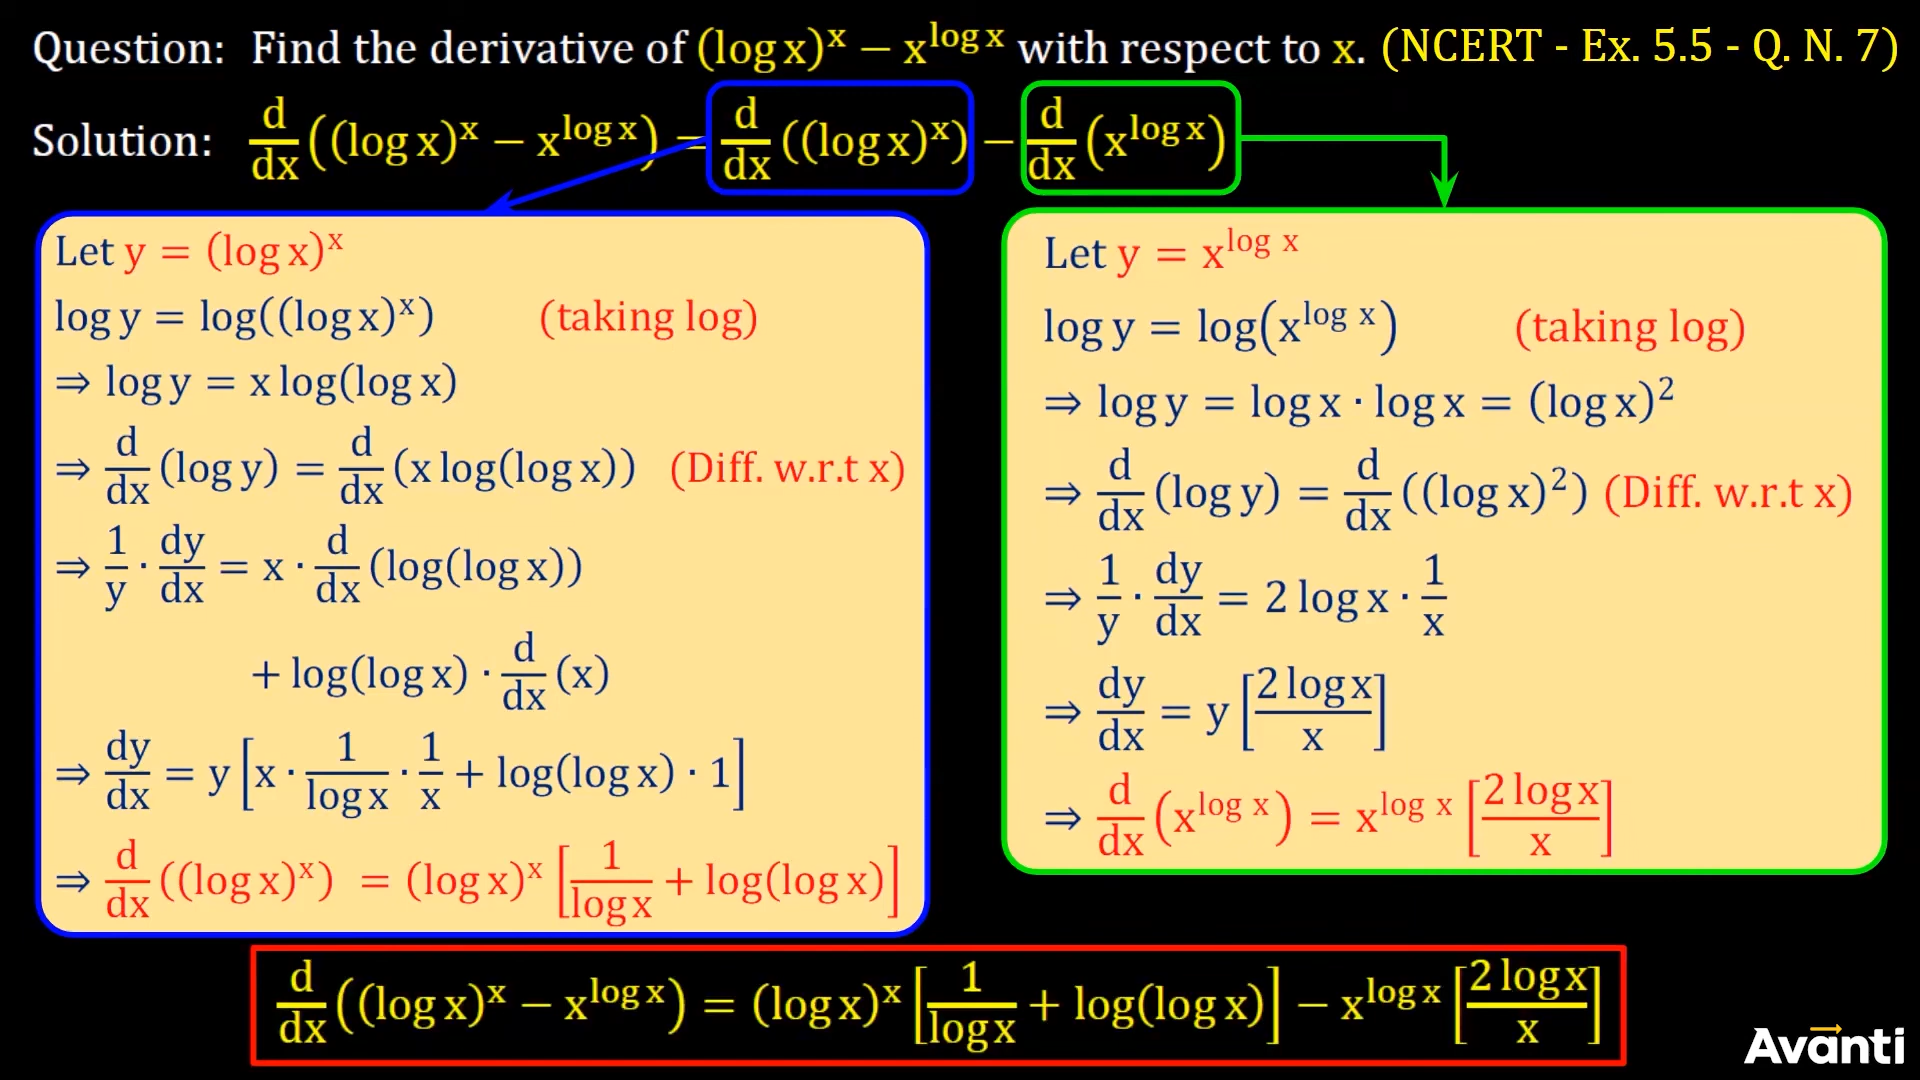 Question: Find the derivative of (log x)^x − x^(log x) with respect to x. (NCERT - Ex. 5.5 - Q. N. 7)
Solution: d/dx((log x)^x − x^(log x)) = d/dx((log x)^x) − d/dx(x^(log x))
Let y = (log x)^x
log y = log((log x)^x) (taking log)
⇒ log y = x log(log x)
⇒ d/dx(log y) = d/dx(x log(log x)) (Diff. w.r.t x)
⇒ 1/y · dy/dx = x · d/dx(log(log x))
+ log(log x) · d/dx(x)
⇒ dy/dx = y[x · 1/log x · 1/x + log(log x) · 1]
⇒ d/dx((log x)^x) = (log x)^x [1/log x + log(log x)]
Let y = x^(log x)
log y = log(x^(log x)) (taking log)
⇒ log y = log x · log x = (log x)²
⇒ d/dx(log y) = d/dx((log x)²) (Diff. w.r.t x)
⇒ 1/y · dy/dx = 2 log x · 1/x
⇒ dy/dx = y[2 log x/x]
⇒ d/dx(x^(log x)) = x^(log x) [2 log x/x]
d/dx((log x)^x − x^(log x)) = (log x)^x [1/log x + log(log x)] − x^(log x) [2 log x/x]
Avanti